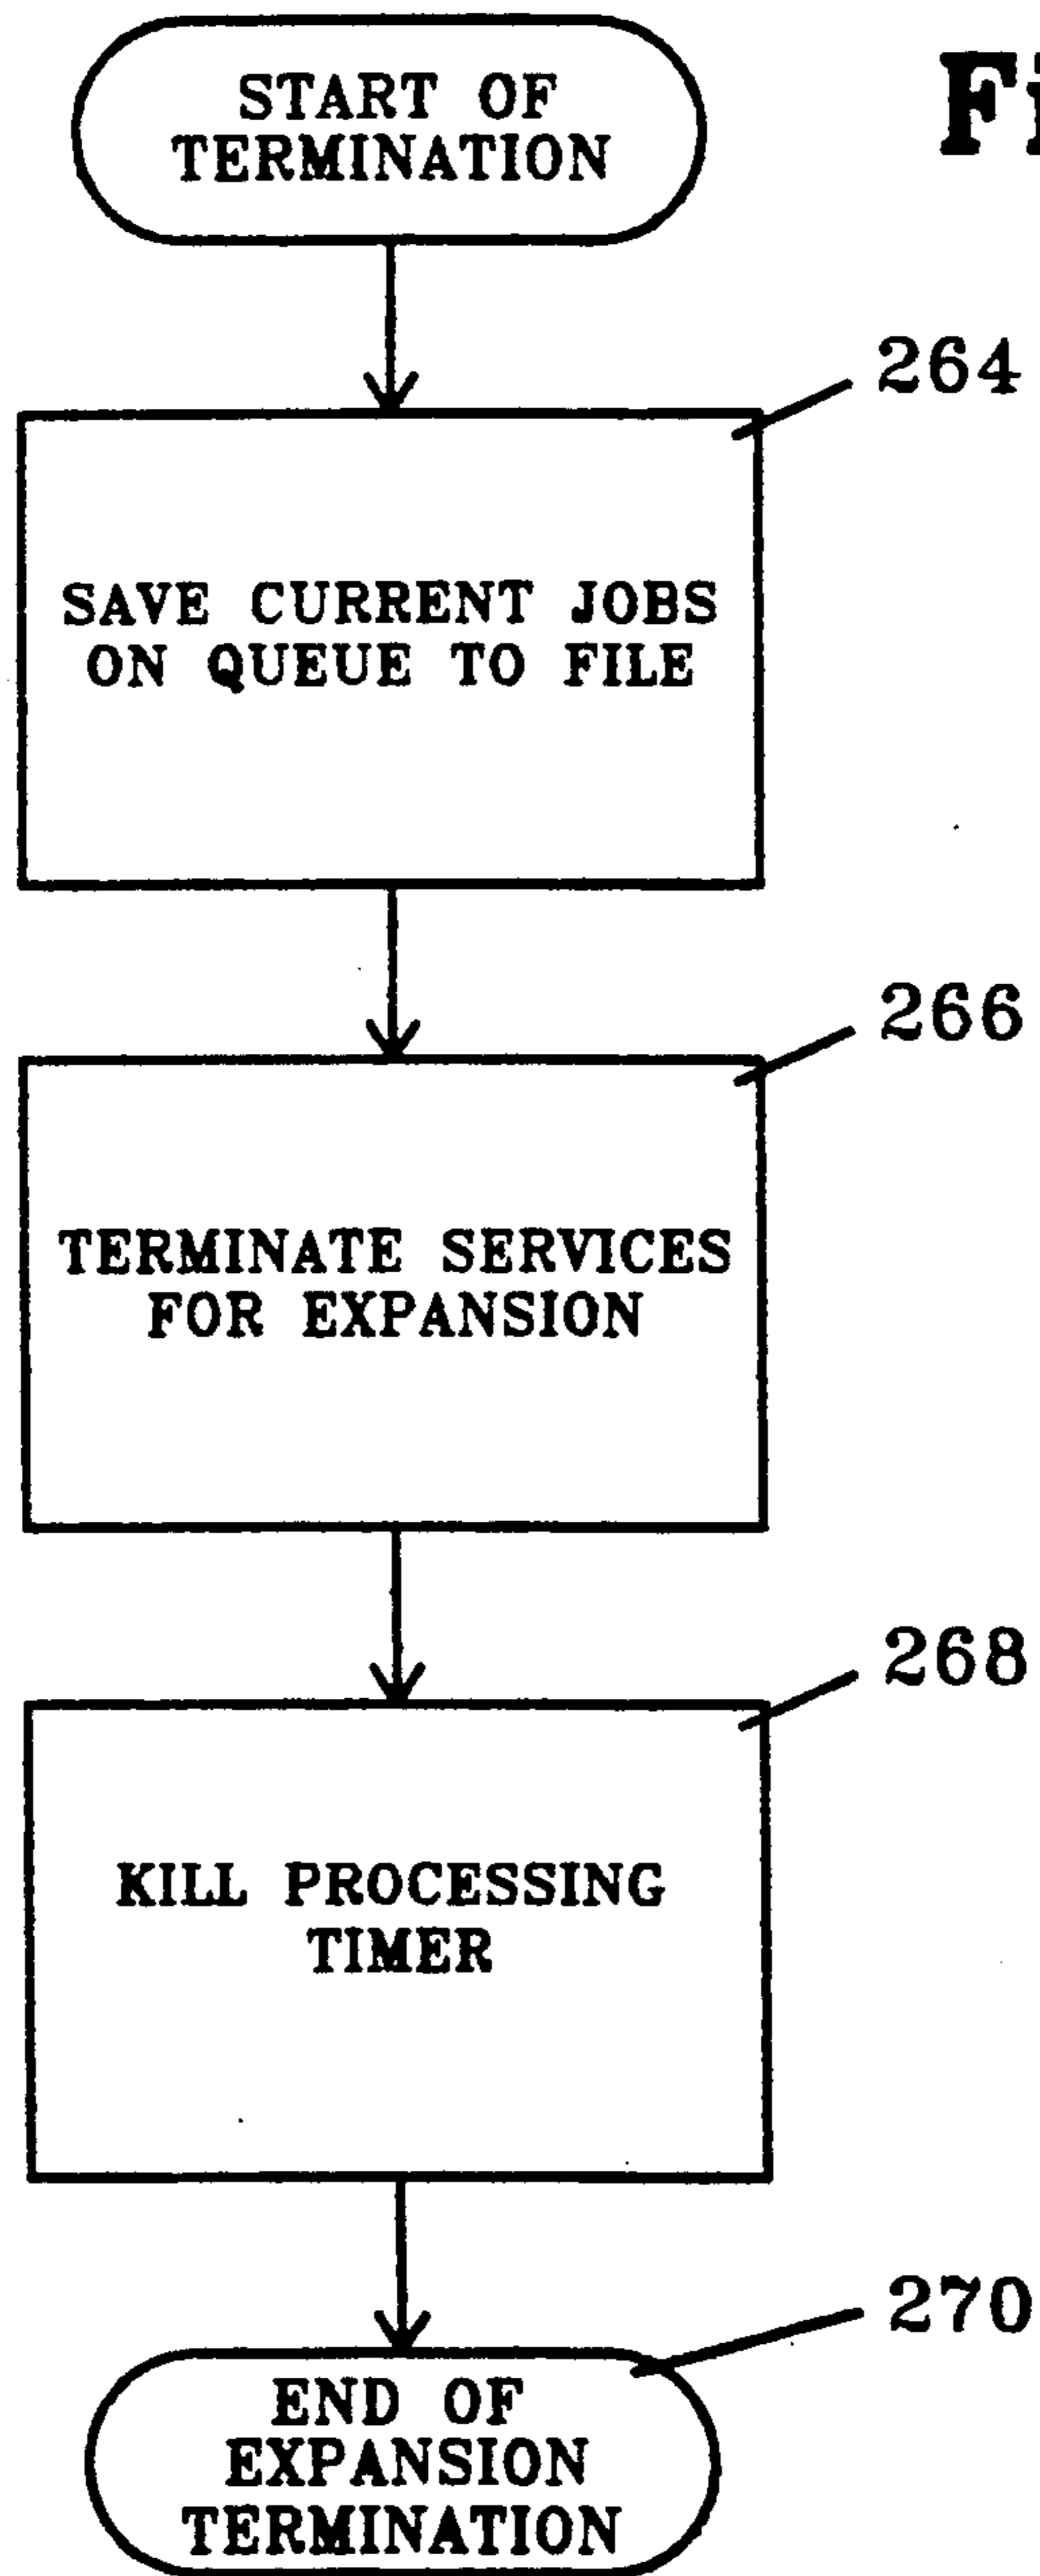 START OF
TERMINATION
Fi
264
SAVE CURRENT JOBS
ON QUEUE TO FILE
266
TERMINATE SERVICES
FOR EXPANSION
268
KILL PROCESSING
TIMER
270
END OF
EXPANSION
TERMINATION